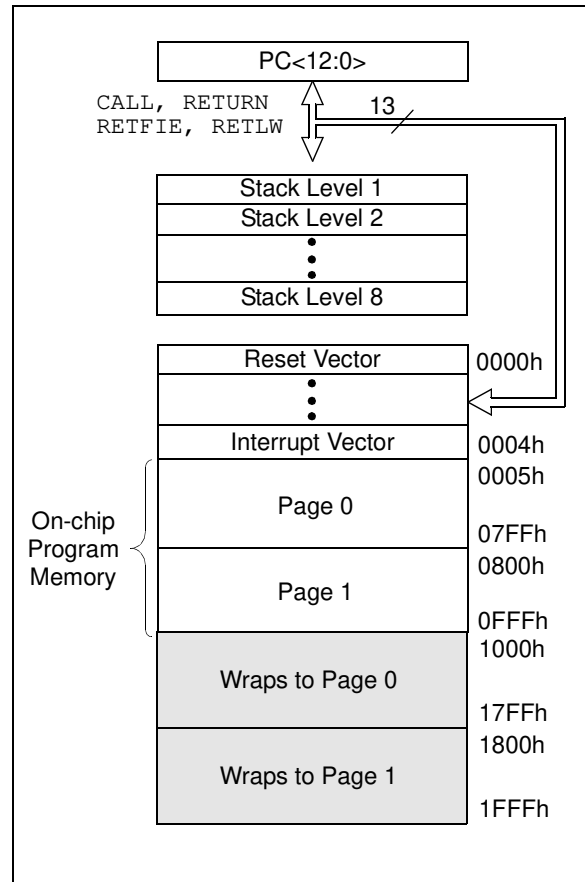 PC<12:0>
CALL, RETURN
RETFIE, RETLW
13
Stack Level 1
Stack Level 2
Stack Level 8
Reset Vector
0000h
Interrupt Vector
0004h
0005h
On-chip
Program
Memory
Page 0
07FFh
0800h
Page 1
0FFFh
1000h
Wraps to Page 0
17FFh
1800h
Wraps to Page 1
1FFFh